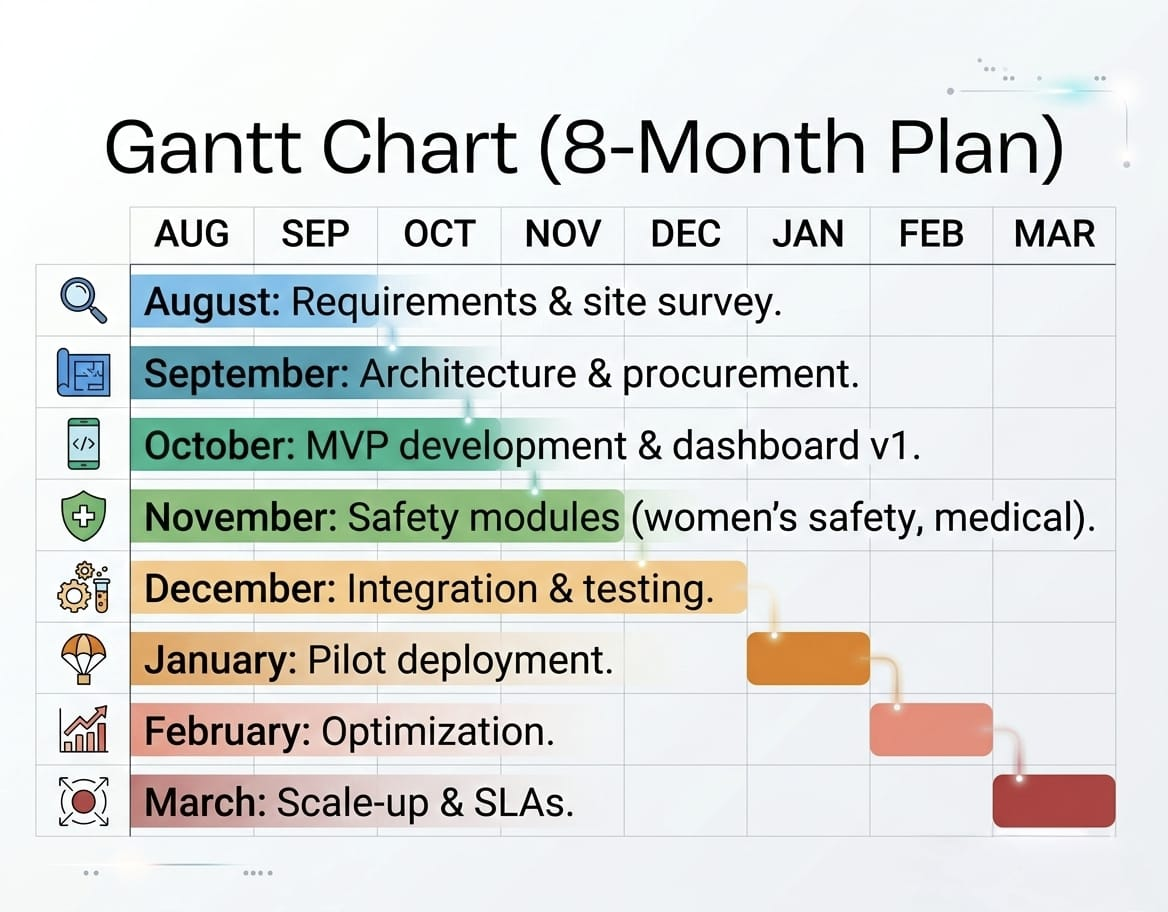 Gantt Chart (8-Month Plan)
AUG SEP OCT NOV DEC JAN FEB MAR
August: Requirements & site survey.
September: Architecture & procurement.
October: MVP development & dashboard v1.
</>
November: Safety modules (women’s safety, medical).
December: Integration & testing.
January: Pilot deployment.
February: Optimization.
March: Scale-up & SLAs.